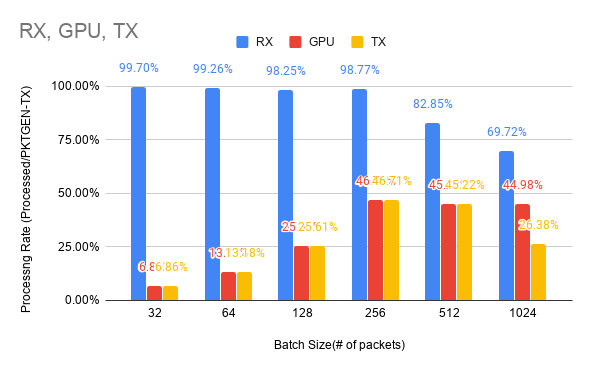 RX, GPU, TX
RX GPU TX
Processing Rate (Processed/PKTGEN-TX)
100.00%
75.00%
50.00%
25.00%
0.00%
99.70% 99.26% 98.25% 98.77% 82.85% 69.72%
44.98%
26.38%
32 64 128 256 512 1024
Batch Size(# of packets)